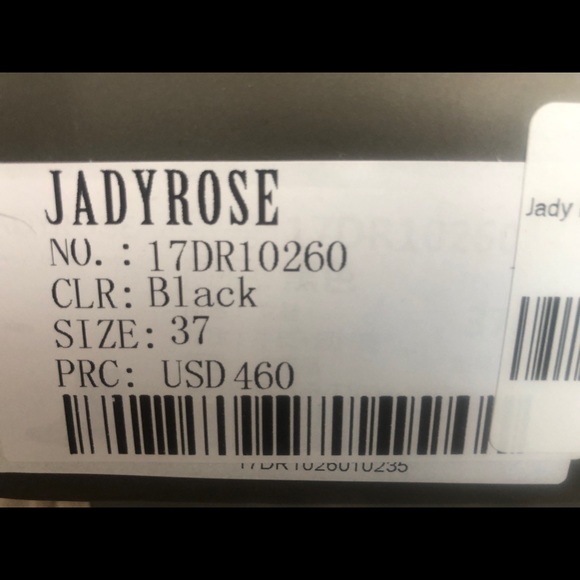 JADYROSE
NO.: 17DR10260
CLR: Black
SIZE: 37
PRC: USD 460
17DR1026010235
Jady